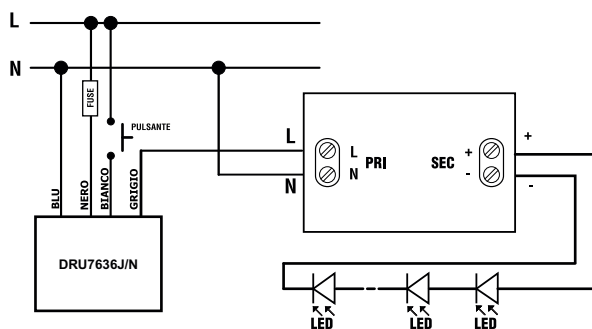 L
N
FUSE
PULSANTE
BLU
NERO
BIANCO
GRIGIO
DRU7636J/N
L
N
L
N
PRI
SEC
+
-
+
-
LED
LED
LED